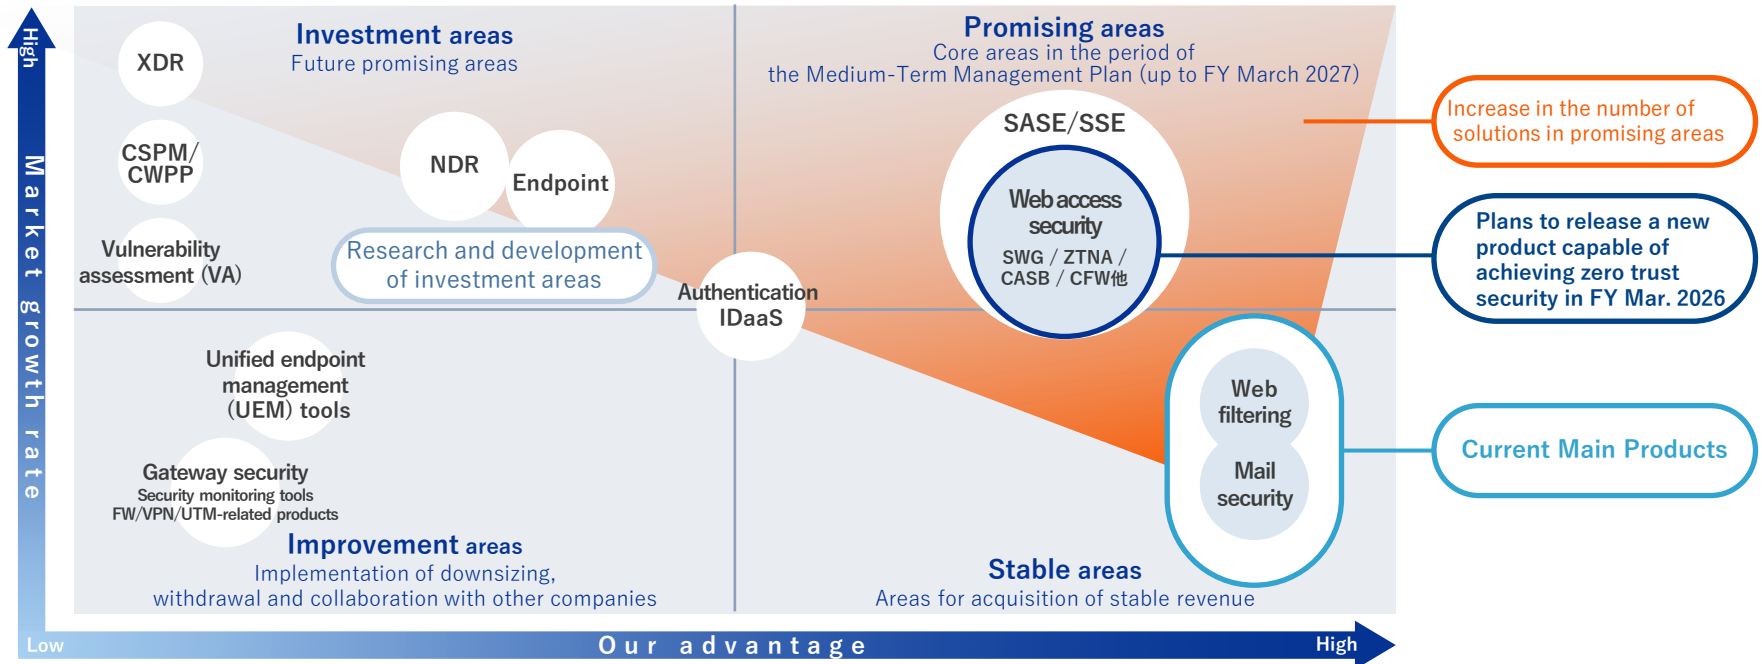 High
Market growth rate
Low
Our advantage
High
Investment areas
Future promising areas
XDR
CSPM/
CWPP
Vulnerability
assessment (VA)
NDR
Endpoint
Research and development
of investment areas
Promising areas
Core areas in the period of
the Medium-Term Management Plan (up to FY March 2027)
SASE/SSE
Web access
security
SWG / ZTNA /
CASB / CFW他
Authentication
IDaaS
Unified endpoint
management
(UEM) tools
Gateway security
Security monitoring tools
FW/VPN/UTM-related products
Improvement areas
Implementation of downsizing,
withdrawal and collaboration with other companies
Web
filtering
Mail
security
Stable areas
Areas for acquisition of stable revenue
Increase in the number of
solutions in promising areas
Plans to release a new
product capable of
achieving zero trust
security in FY Mar. 2026
Current Main Products